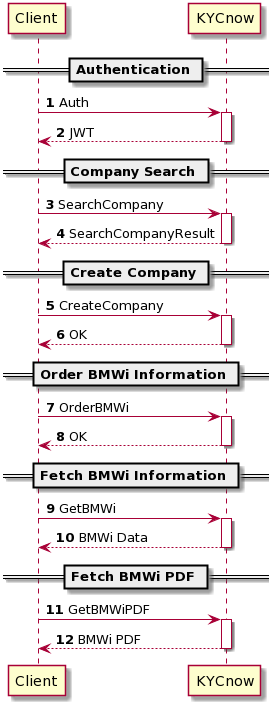 Client KYCnow
Authentication
1 Auth
2 JWT
Company Search
3 SearchCompany
4 SearchCompanyResult
Create Company
5 CreateCompany
6 OK
Order BMWi Information
7 OrderBMWi
8 OK
Fetch BMWi Information
9 GetBMWi
10 BMWi Data
Fetch BMWi PDF
11 GetBMWiPDF
12 BMWi PDF
Client KYCnow